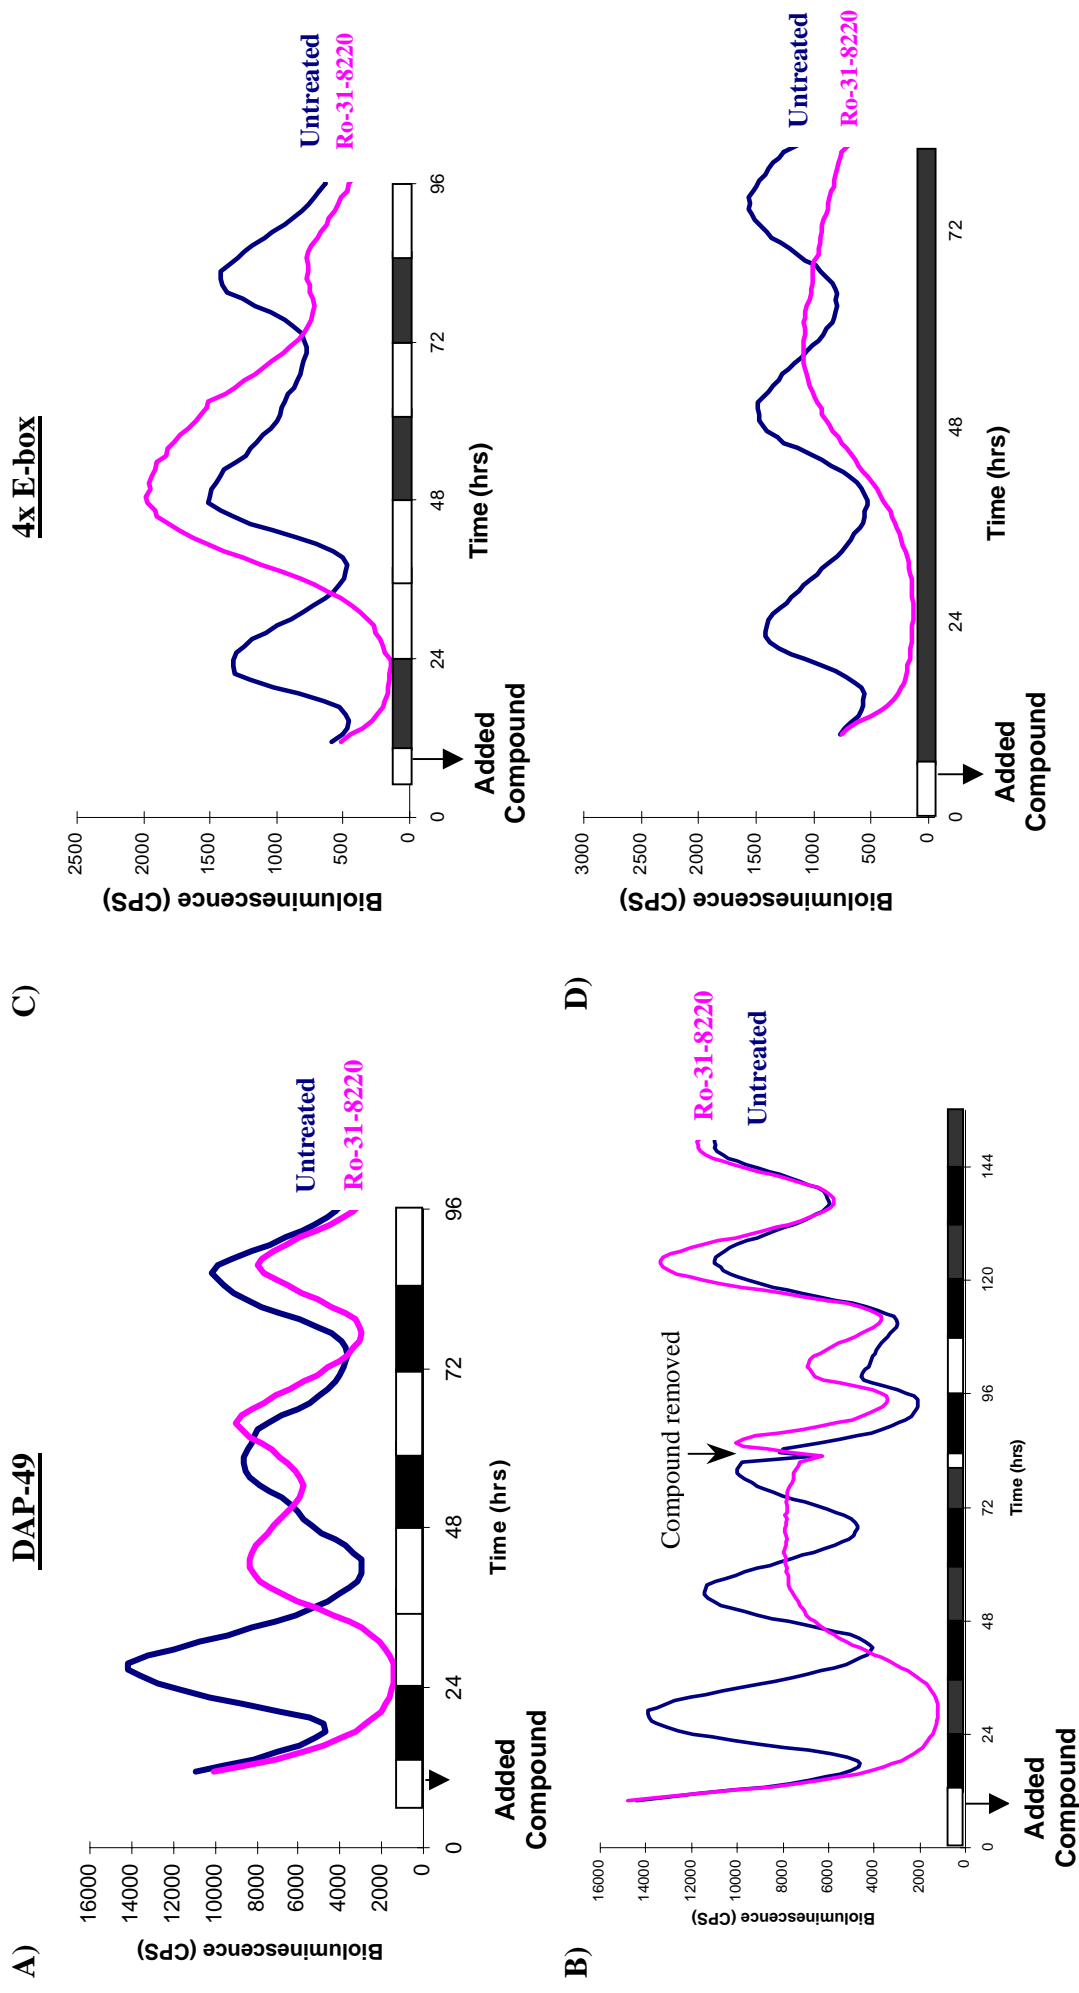 DAP-49
4x E-box
A)
Bioluminescence (CPS)
16000
14000
12000
10000
8000
6000
4000
2000
0
0
24
48
72
96
Time (hrs)
Added
Compound
Untreated
Ro-31-8220
C)
Bioluminescence (CPS)
2500
2000
1500
1000
500
0
0
24
48
72
96
Time (hrs)
Added
Compound
Untreated
Ro-31-8220
B)
Bioluminescence (CPS)
16000
14000
12000
10000
8000
6000
4000
2000
0
0
24
48
72
96
120
144
Time (hrs)
Added
Compound
Compound removed
Ro-31-8220
Untreated
D)
Bioluminescence (CPS)
3000
2500
2000
1500
1000
500
0
0
24
48
72
Time (hrs)
Added
Compound
Untreated
Ro-31-8220